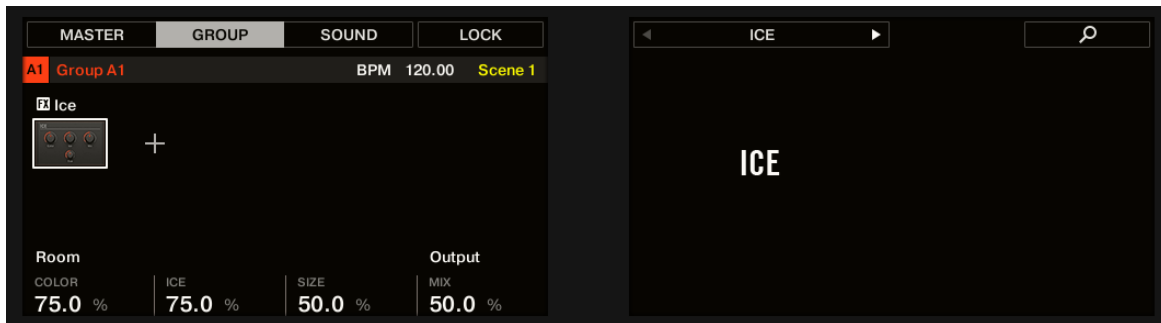 MASTER GROUP SOUND LOCK
A1 Group A1 BPM 120.00 Scene 1
FX Ice
Room Output
COLOR ICE SIZE MIX
75.0 % 75.0 % 50.0 % 50.0 %
ICE
ICE